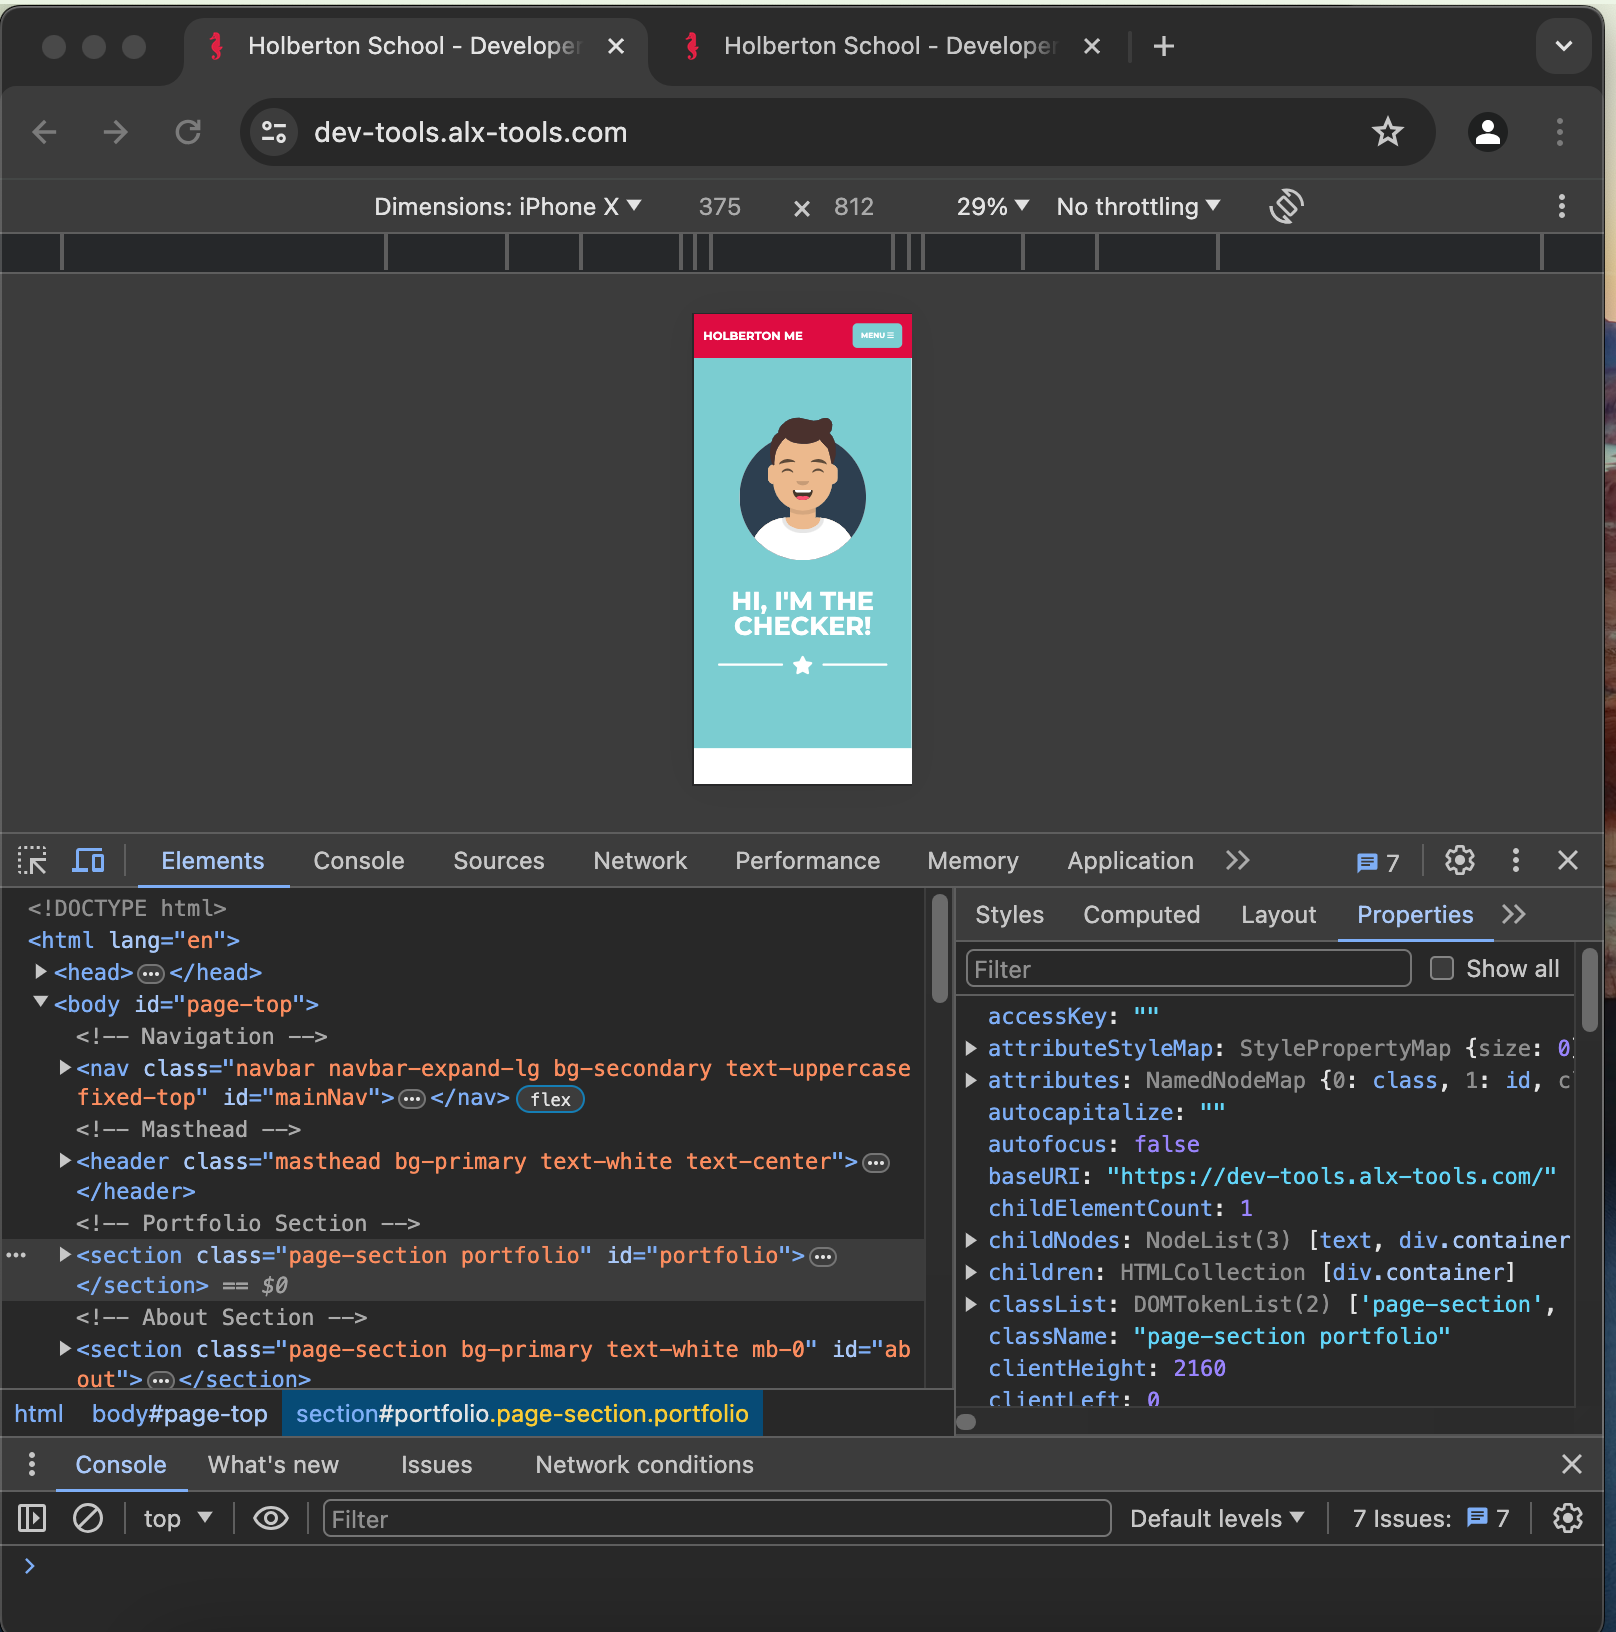 Holberton School - Developer
Holberton School - Developer
dev-tools.alx-tools.com
Dimensions: iPhone X 375 × 812 29% No throttling
HOLBERTON ME MENU
HI, I'M THE
CHECKER!
Elements Console Sources Network Performance Memory Application 7
<!DOCTYPE html>
<html lang="en">
<head>…</head>
<body id="page-top">
<!-- Navigation -->
<nav class="navbar navbar-expand-lg bg-secondary text-uppercase
fixed-top" id="mainNav">…</nav> flex
<!-- Masthead -->
<header class="masthead bg-primary text-white text-center">…
</header>
<!-- Portfolio Section -->
<section class="page-section portfolio" id="portfolio">…
</section> == $0
<!-- About Section -->
<section class="page-section bg-primary text-white mb-0" id="ab
out">…</section>
html body#page-top section#portfolio.page-section.portfolio
Styles Computed Layout Properties
Filter Show all
accessKey: ""
attributeStyleMap: StylePropertyMap {size: 0}
attributes: NamedNodeMap {0: class, 1: id, c
autocapitalize: ""
autofocus: false
baseURI: "https://dev-tools.alx-tools.com/"
childElementCount: 1
childNodes: NodeList(3) [text, div.container
children: HTMLCollection [div.container]
classList: DOMTokenList(2) ['page-section',
className: "page-section portfolio"
clientHeight: 2160
clientLeft: 0
Console What's new Issues Network conditions
top Filter Default levels 7 Issues: 7